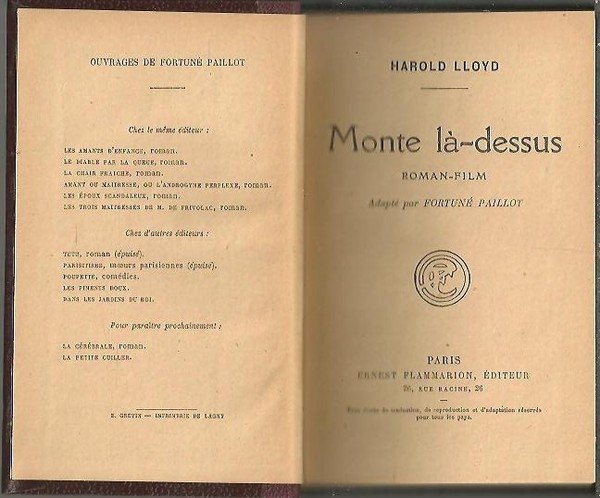 OUVRAGES DE FORTUNÉ PAILLOT
Chez le même éditeur :
LES AMANTS D'ENFANCE, roman.
LE DIABLE PAR LA QUEUE, roman.
LA CHAIR FRAICHE, roman.
AMANT OU MAITRESSE, OU L'ANDROGYNE PERPLEXE, roman.
LES ÉPOUX SCANDALEUX, roman.
LES TROIS MAITRESSES DE M. DE FRIVOLAC, roman.
Chez d'autres éditeurs :
TUTU, roman (épuisé).
PARISITISME, mœurs parisiennes (épuisé).
POUPETTE, comédies.
LES PIMENTS DOUX.
DANS LES JARDINS DU ROI.
Pour paraître prochainement :
LA CÉRÉBRALE, roman.
LA PETITE CUILLER.
E. GREVIN — IMPRIMERIE DE LAGNY
HAROLD LLOYD
Monte là-dessus
ROMAN-FILM
Adapté par FORTUNÉ PAILLOT
PARIS
ERNEST FLAMMARION, ÉDITEUR
26, RUE RACINE, 26
Tous droits de traduction, de reproduction et d'adaptation réservés
pour tous les pays.